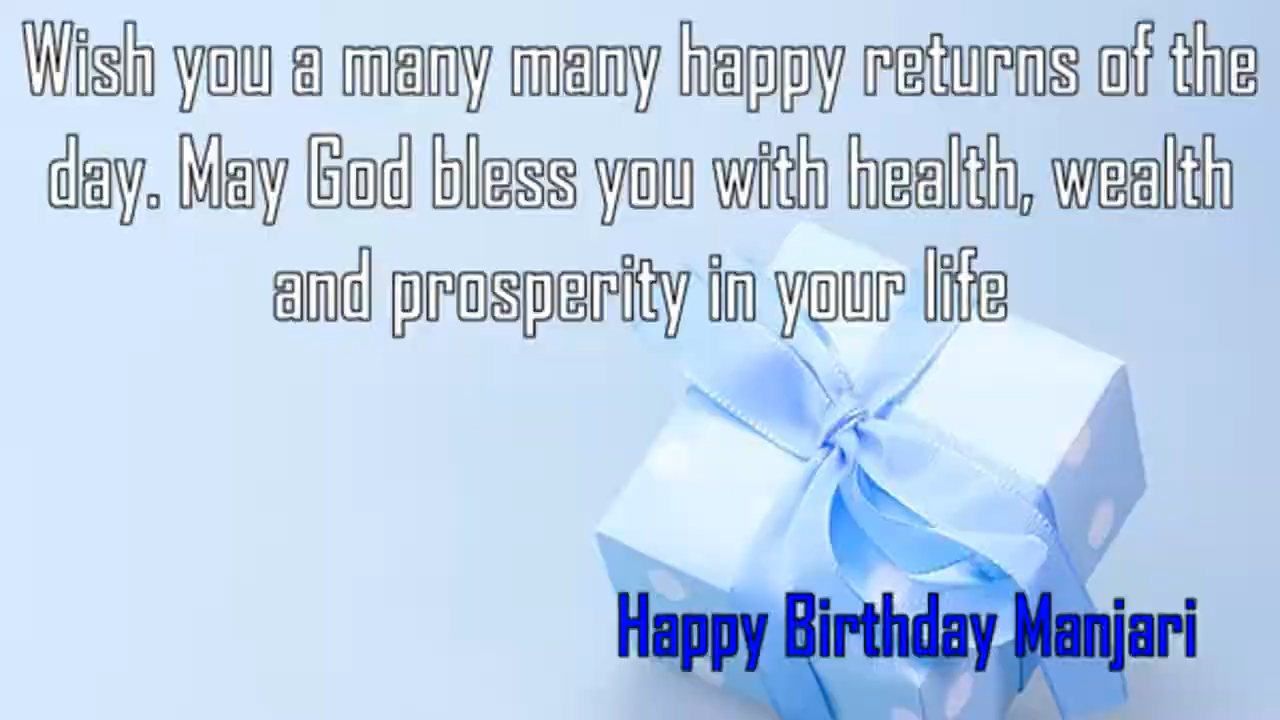 Wish you a many many happy returns of the
day. May God bless you with health, wealth
and prosperity in your life
Happy Birthday Manjari